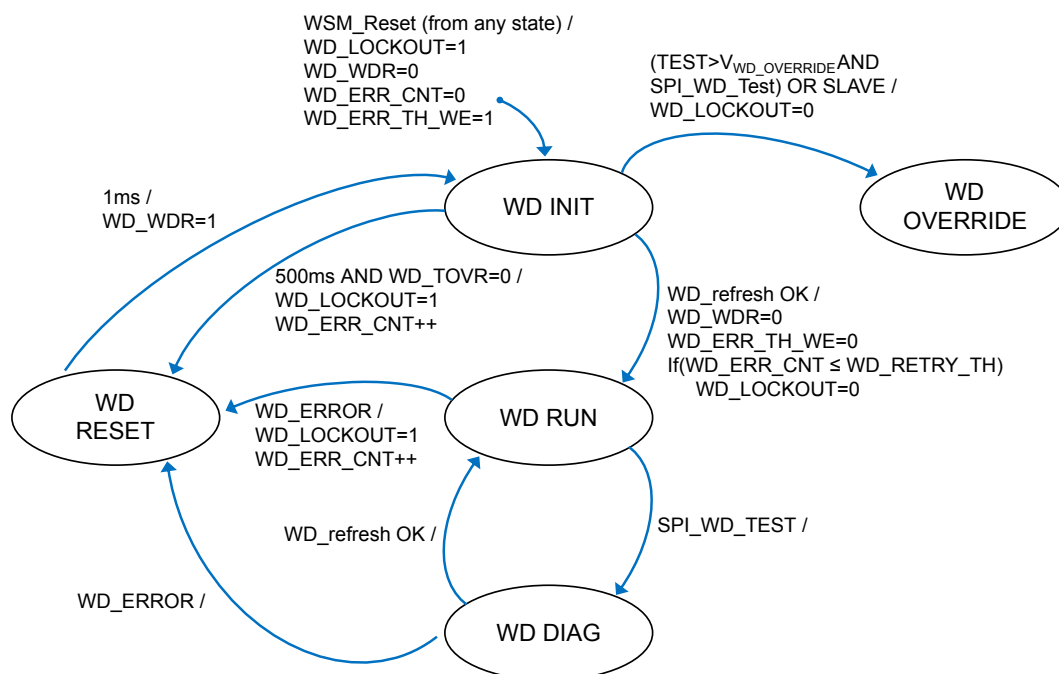 WSM_Reset (from any state) /
WD_LOCKOUT=1
WD_WDR=0
WD_ERR_CNT=0
WD_ERR_TH_WE=1
(TEST>VWD_OVERRIDE AND
SPI_WD_Test) OR SLAVE /
WD_LOCKOUT=0
1ms /
WD_WDR=1
WD INIT
WD
OVERRIDE
500ms AND WD_TOVR=0 /
WD_LOCKOUT=1
WD_ERR_CNT++
WD_refresh OK /
WD_WDR=0
WD_ERR_TH_WE=0
If(WD_ERR_CNT ≤ WD_RETRY_TH)
WD_LOCKOUT=0
WD
RESET
WD_ERROR /
WD_LOCKOUT=1
WD_ERR_CNT++
WD RUN
WD_refresh OK /
SPI_WD_TEST /
WD_ERROR /
WD DIAG